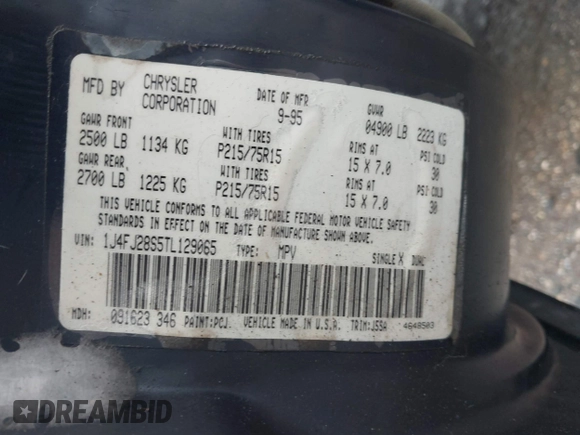 MFD BY CHRYSLER CORPORATION DATE OF MFR 9-95 GVWR 04900 LB 2223 KG
GAWR FRONT WITH TIRES RIMS AT PSI COLD
2500 LB 1134 KG P215/75R15 15 X 7.0 30
GAWR REAR WITH TIRES RIMS AT PSI COLD
2700 LB 1225 KG P215/75R15 15 X 7.0 30
THIS VEHICLE CONFORMS TO ALL APPLICABLE FEDERAL MOTOR VEHICLE SAFETY
STANDARDS IN EFFECT ON THE DATE OF MANUFACTURE SHOWN ABOVE.
VIN: 1J4FJ28S5TL129065 TYPE: MPV SINGLE X DUAL
MDH: 091623 346 PAINT:PCJ. VEHICLE MADE IN U.S.A. TRIM:JSSA 4648503
DREAMBID